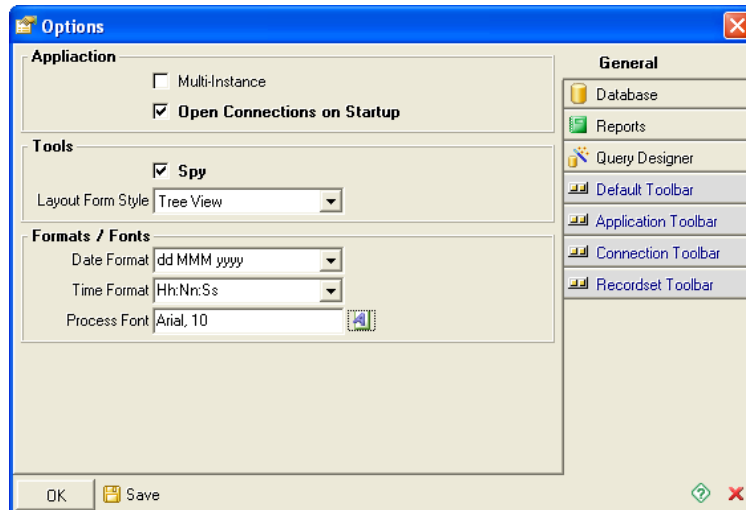 Options
Appliaction
Multi-Instance
Open Connections on Startup
Tools
Spy
Layout Form Style Tree View
Formats / Fonts
Date Format dd MMM yyyy
Time Format Hh:Nn:Ss
Process Font Arial, 10
General
Database
Reports
Query Designer
Default Toolbar
Application Toolbar
Connection Toolbar
Recordset Toolbar
OK Save